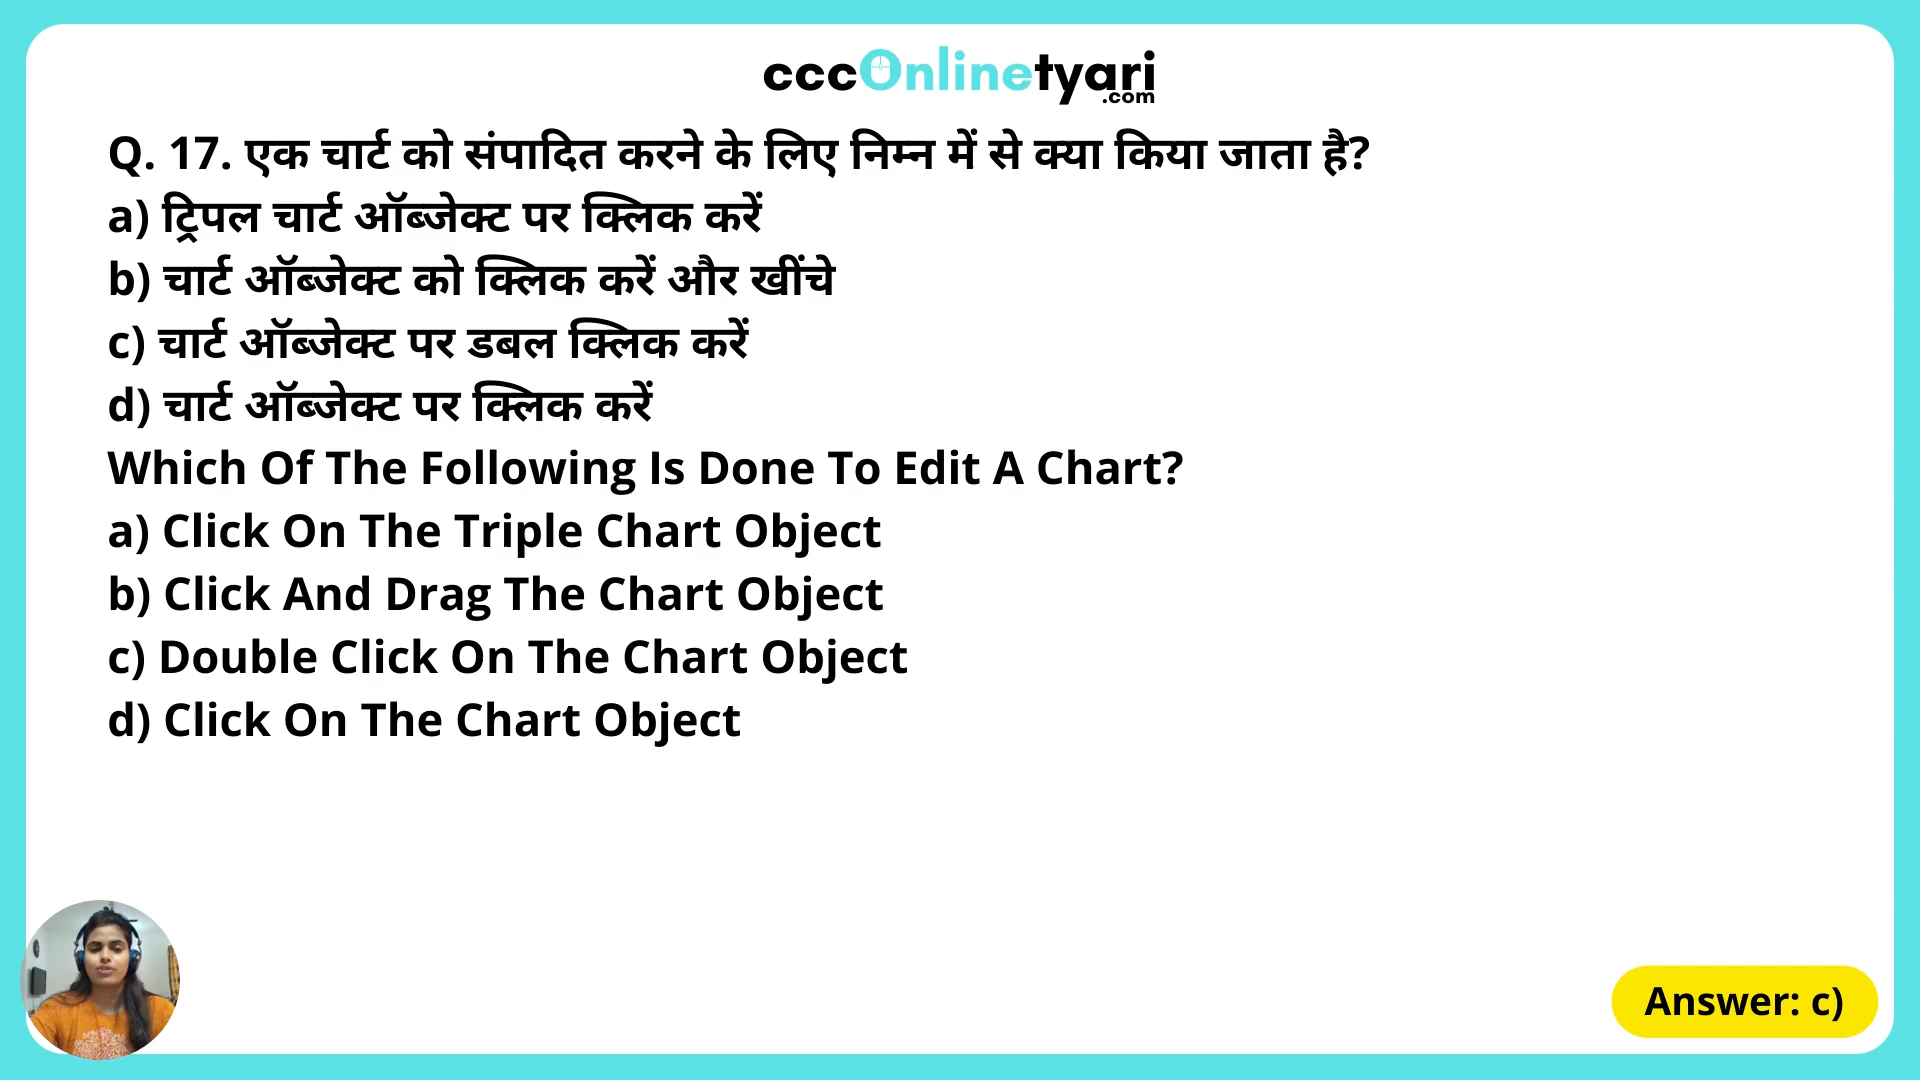 cccOnlinetyari
.com
Q. 17. एक चार्ट को संपादित करने के लिए निम्न में से क्या किया जाता है?
a) ट्रिपल चार्ट ऑब्जेक्ट पर क्लिक करें
b) चार्ट ऑब्जेक्ट को क्लिक करें और खींचे
c) चार्ट ऑब्जेक्ट पर डबल क्लिक करें
d) चार्ट ऑब्जेक्ट पर क्लिक करें
Which Of The Following Is Done To Edit A Chart?
a) Click On The Triple Chart Object
b) Click And Drag The Chart Object
c) Double Click On The Chart Object
d) Click On The Chart Object
Answer: c)